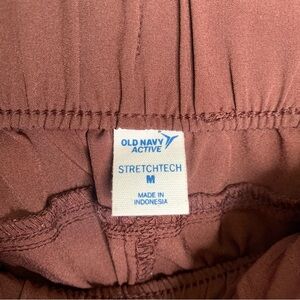 OLD NAVY
ACTIVE
STRETCHTECH
M
MADE IN
INDONESIA